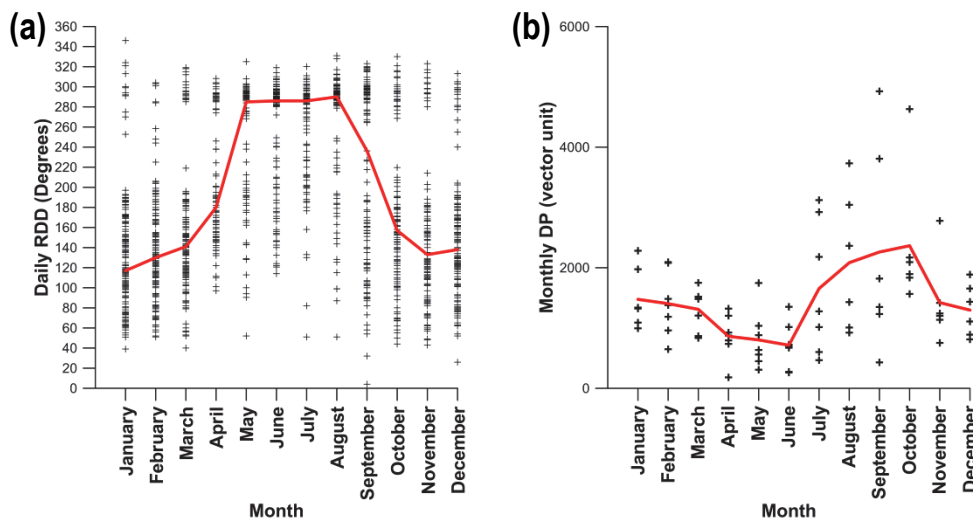 (a)
Daily RDD (Degrees)
360
340
320
300
280
260
240
220
200
180
160
140
120
100
80
60
40
20
0
January
February
March
April
May
June
July
August
September
October
November
December
Month
(b)
Monthly DP (vector unit)
6000
4000
2000
0
January
February
March
April
May
June
July
August
September
October
November
December
Month